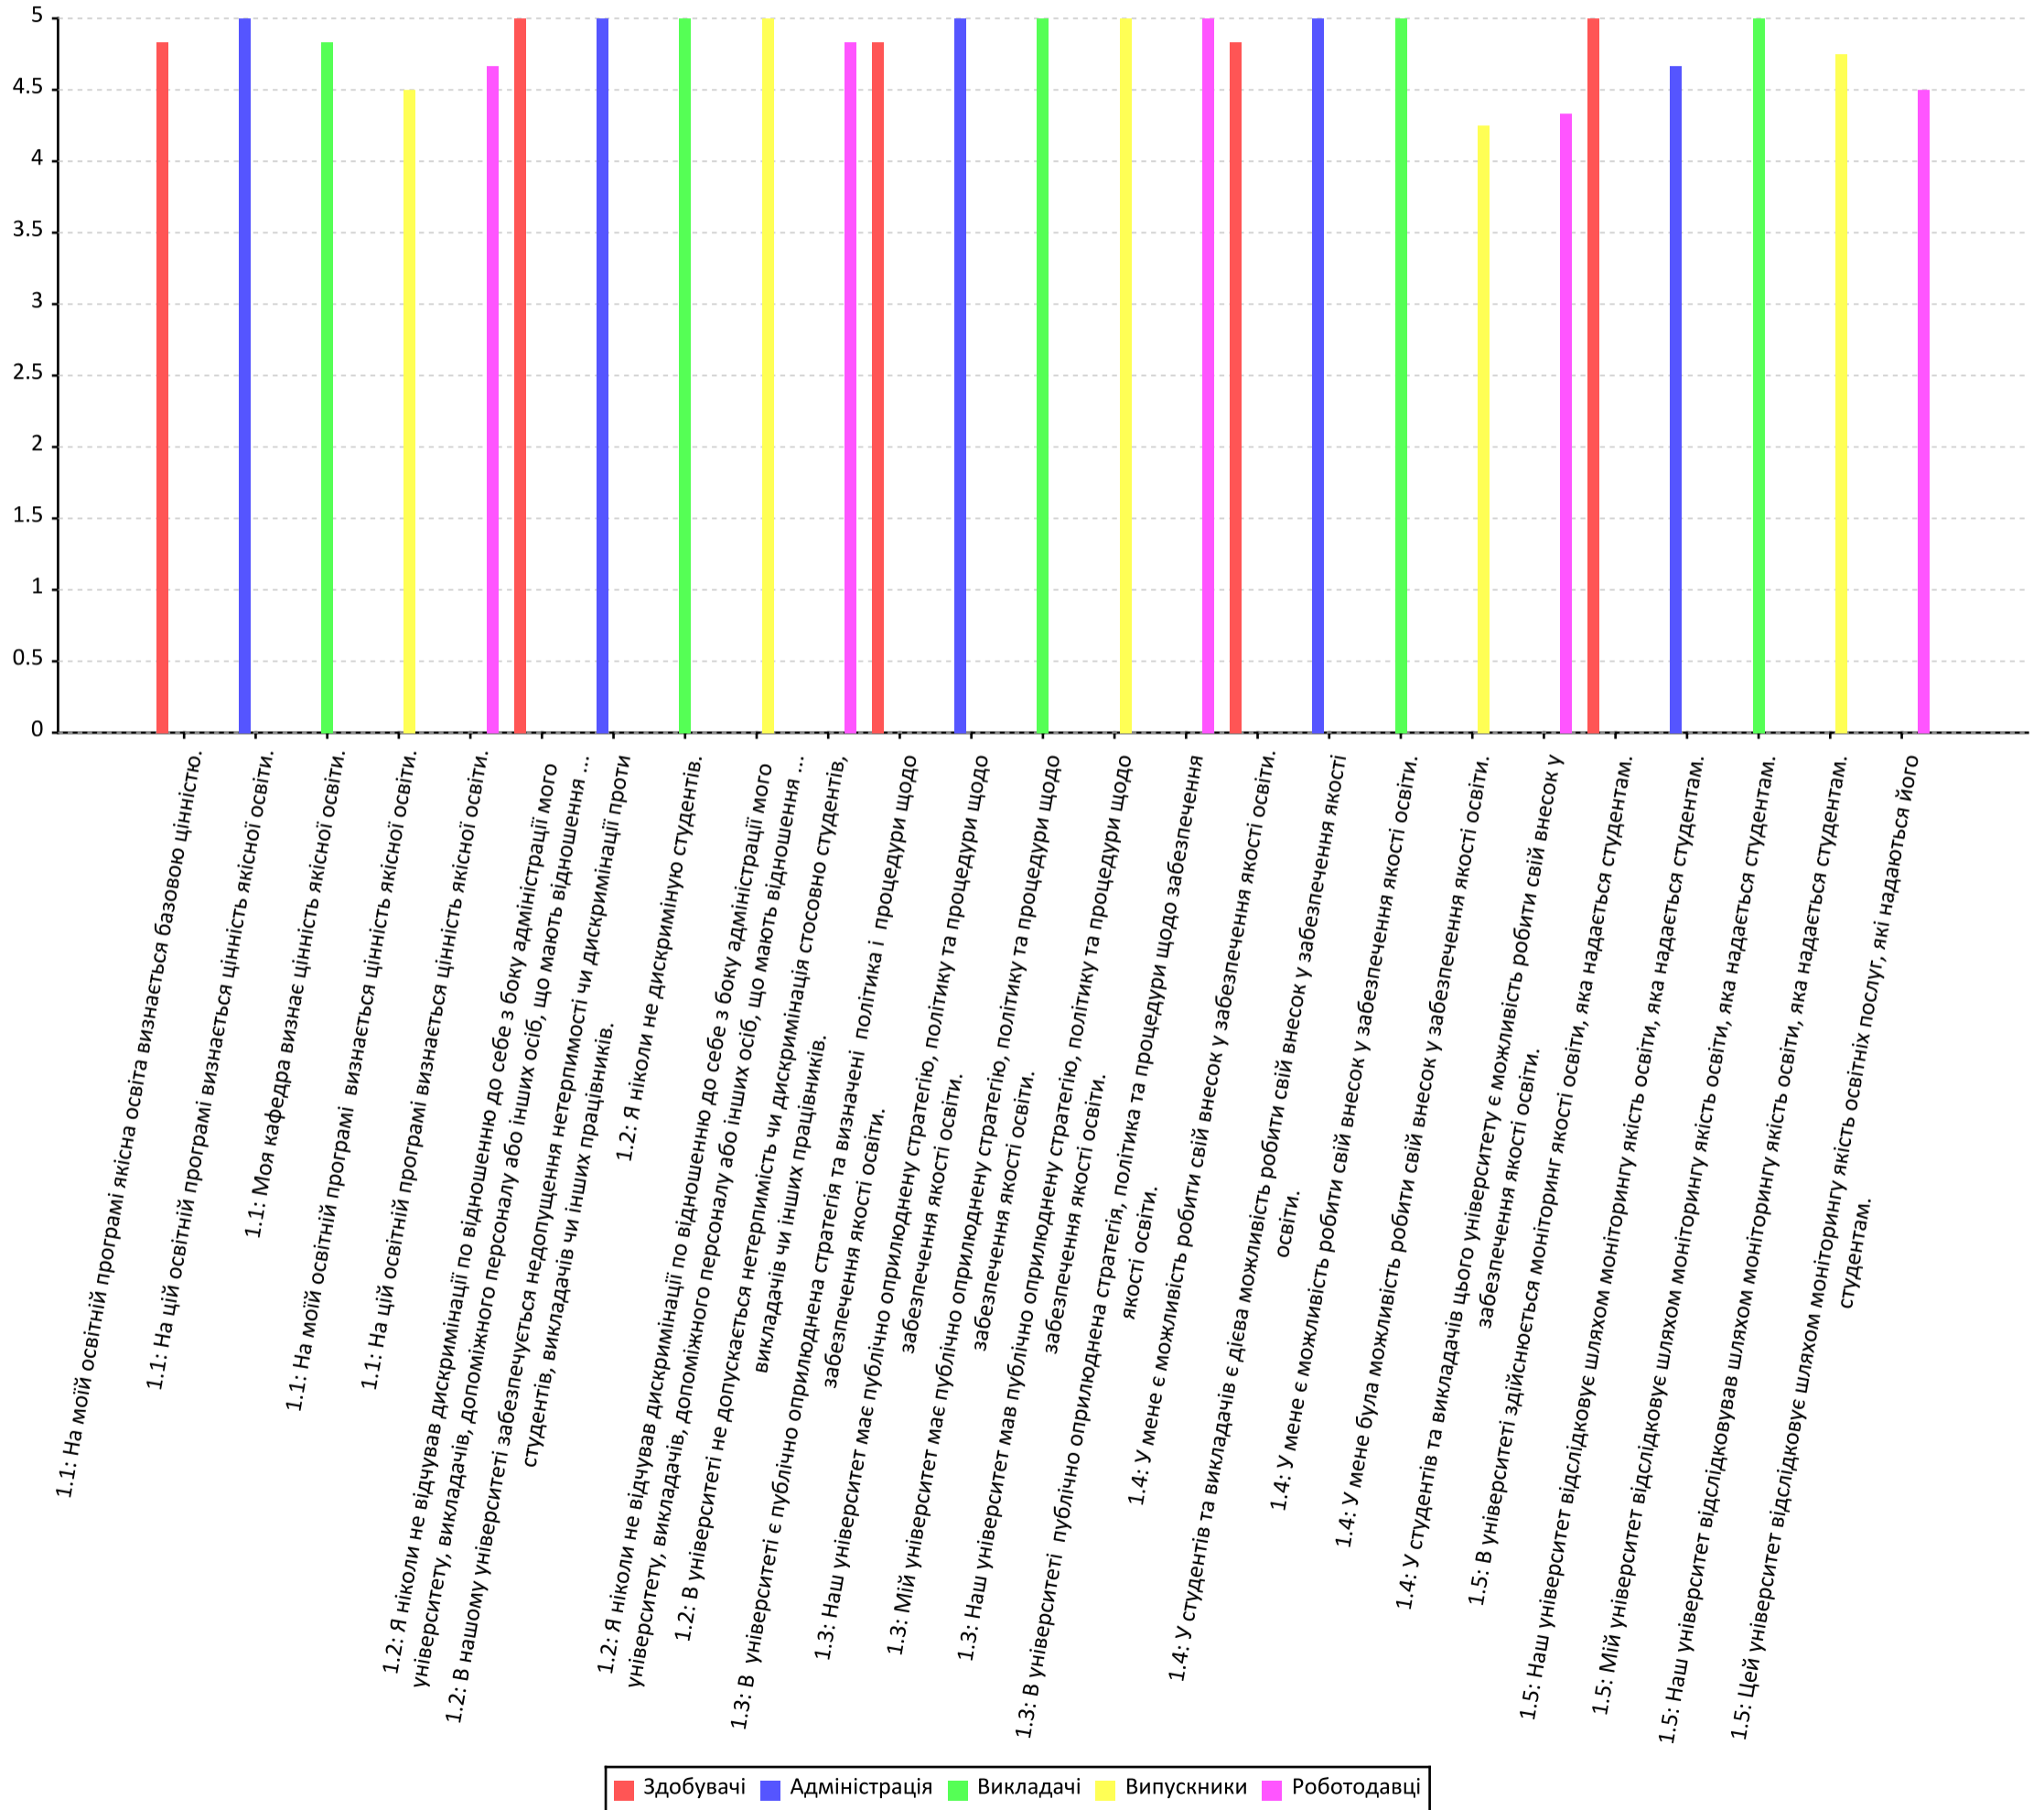 5
4.5
4
3.5
3
2.5
2
1.5
1
0.5
0
1.1: На моїй освітній програмі якісна освіта визнається базовою цінністю.
1.1: На цій освітній програмі визнається цінність якісної освіти.
1.1: Моя кафедра визнає цінність якісної освіти.
1.1: На моїй освітній програмі  визнається цінність якісної освіти.
1.1: На цій освітній програмі визнається цінність якісної освіти.
1.2: Я ніколи не відчував дискримінації по відношенню до себе з боку адміністрації мого
університету, викладачів, допоміжного персоналу або інших осіб, що мають відношення ...
1.2: В нашому університеті забезпечується недопущення нетерпимості чи дискримінації проти
студентів, викладачів чи інших працівників.
1.2: Я ніколи не дискриміную студентів.
1.2: Я ніколи не відчував дискримінації по відношенню до себе з боку адміністрації мого
університету, викладачів, допоміжного персоналу або інших осіб, що мають відношення ...
1.2: В університеті не допускається нетерпимість чи дискримінація стосовно студентів,
викладачів чи інших працівників.
1.3: В  університеті є публічно оприлюднена стратегія та визначені  політика і  процедури щодо
забезпечення якості освіти.
1.3: Наш університет має публічно оприлюднену стратегію, політику та процедури щодо
забезпечення якості освіти.
1.3: Мій університет має публічно оприлюднену стратегію, політику та процедури щодо
забезпечення якості освіти.
1.3: Наш університет мав публічно оприлюднену стратегію, політику та процедури щодо
забезпечення якості освіти.
1.3: В університеті  публічно оприлюднена стратегія, політика та процедури щодо забезпечення
якості освіти.
1.4: У мене є можливість робити свій внесок у забезпечення якості освіти.
1.4: У студентів та викладачів є дієва можливість робити свій внесок у забезпечення якості
освіти.
1.4: У мене є можливість робити свій внесок у забезпечення якості освіти.
1.4: У мене була можливість робити свій внесок у забезпечення якості освіти.
1.4: У студентів та викладачів цього університету є можливість робити свій внесок у
забезпечення якості освіти.
1.5: В університеті здійснюється моніторинг якості освіти, яка надається студентам.
1.5: Наш університет відслідковує шляхом моніторингу якість освіти, яка надається студентам.
1.5: Мій університет відслідковує шляхом моніторингу якість освіти, яка надається студентам.
1.5: Наш університет відслідковував шляхом моніторингу якість освіти, яка надається студентам.
1.5: Цей університет відслідковує шляхом моніторингу якість освітніх послуг, які надаються його
студентам.
Здобувачі
Адміністрація
Викладачі
Випускники
Роботодавці